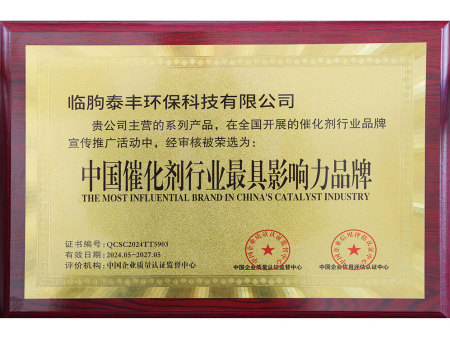 临朐泰丰环保科技有限公司
贵公司主营的系列产品，在全国开展的催化剂行业品牌
宣传推广活动中，经审核被荣选为：
中国催化剂行业最具影响力品牌
THE MOST INFLUENTIAL BRAND IN CHINA'S CATALYST INDUSTRY
证书编号：QCSC2024TT5903
有效日期：2024.05-2027.05
评价机构：中国企业质量认证监督中心
中国企业质量认证监督中心
中国企业信用评估认证中心